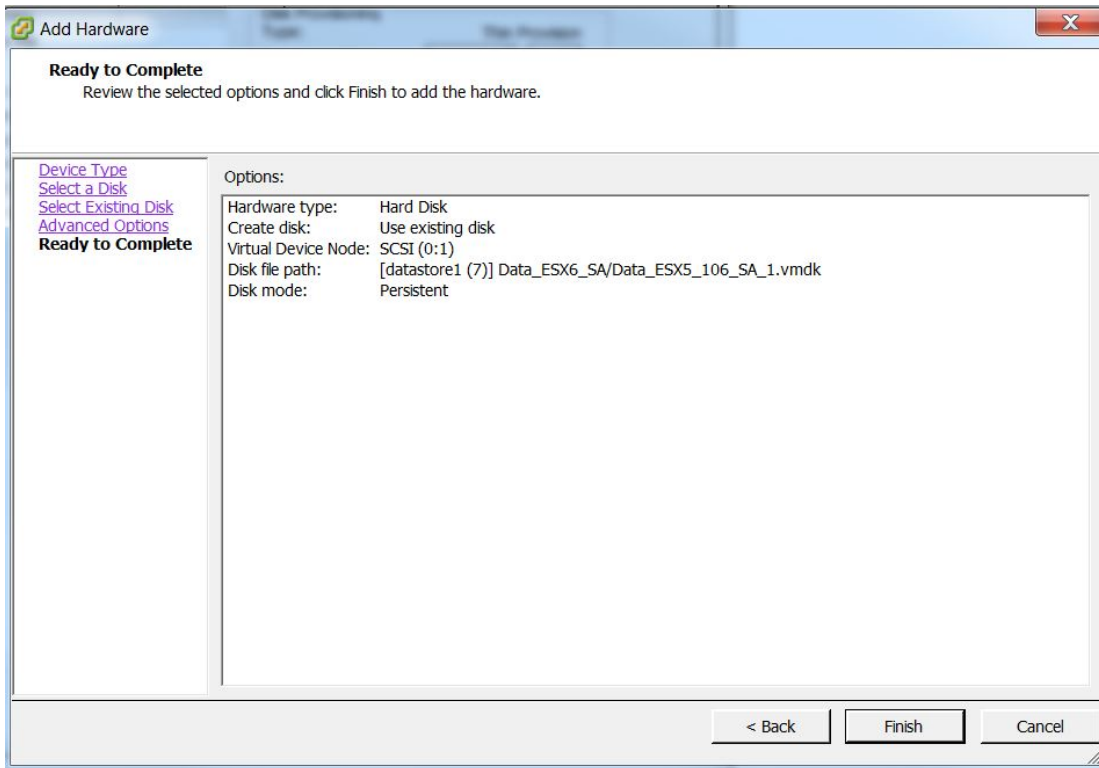 Add Hardware
Ready to Complete
Review the selected options and click Finish to add the hardware.
Device Type
Select a Disk
Select Existing Disk
Advanced Options
Ready to Complete
Options:
Hardware type: Hard Disk
Create disk: Use existing disk
Virtual Device Node: SCSI (0:1)
Disk file path: [datastore1 (7)] Data_ESX6_SA/Data_ESX5_106_SA_1.vmdk
Disk mode: Persistent
< Back Finish Cancel